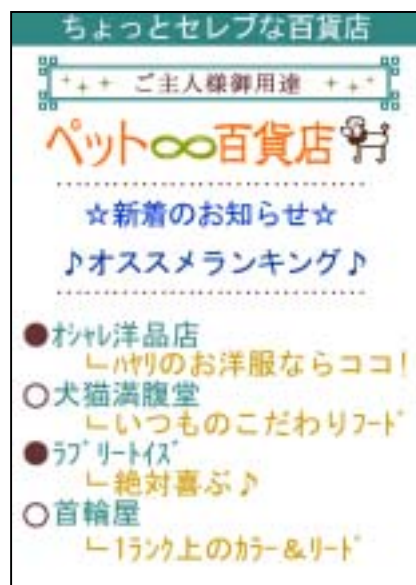 ちょっとセレブな百貨店
ご主人様御用達
ペット∞百貨店
☆新着のお知らせ☆
♪オススメランキング♪
●ｵｼｬﾚ洋品店
└ﾊﾔﾘのお洋服ならココ!
○犬猫満腹堂
└いつものこだわりﾌｰﾄﾞ
●ﾗﾌﾞﾘｰﾄｲｽﾞ
└絶対喜ぶ♪
○首輪屋
└1ﾗﾝｸ上のｶﾗｰ&ﾘｰﾄﾞ